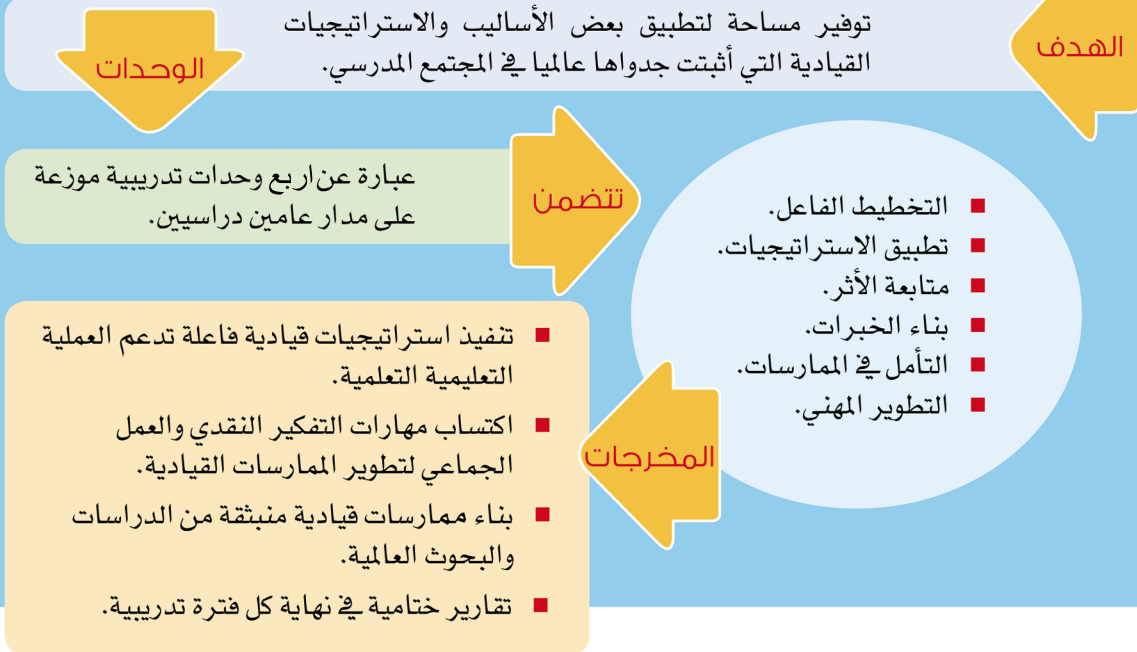 الهدف
توفير مساحة لتطبيق بعض الأساليب والاستراتيجيات
القيادية التي أثبتت جدواها عالميا في المجتمع المدرسي.
الوحدات
عبارة عن اربع وحدات تدريبية موزعة
على مدار عامين دراسيين.
تتضمن
■ التخطيط الفاعل.
■ تطبيق الاستراتيجيات.
■ متابعة الأثر.
■ بناء الخبرات.
■ التأمل في الممارسات.
■ التطوير المهني.
المخرجات
■ تنفيذ استراتيجيات قيادية فاعلة تدعم العملية
التعليمية التعلمية.
■ اكتساب مهارات التفكير النقدي والعمل
الجماعي لتطوير الممارسات القيادية.
■ بناء ممارسات قيادية منبثقة من الدراسات
والبحوث العالمية.
■ تقارير ختامية في نهاية كل فترة تدريبية.